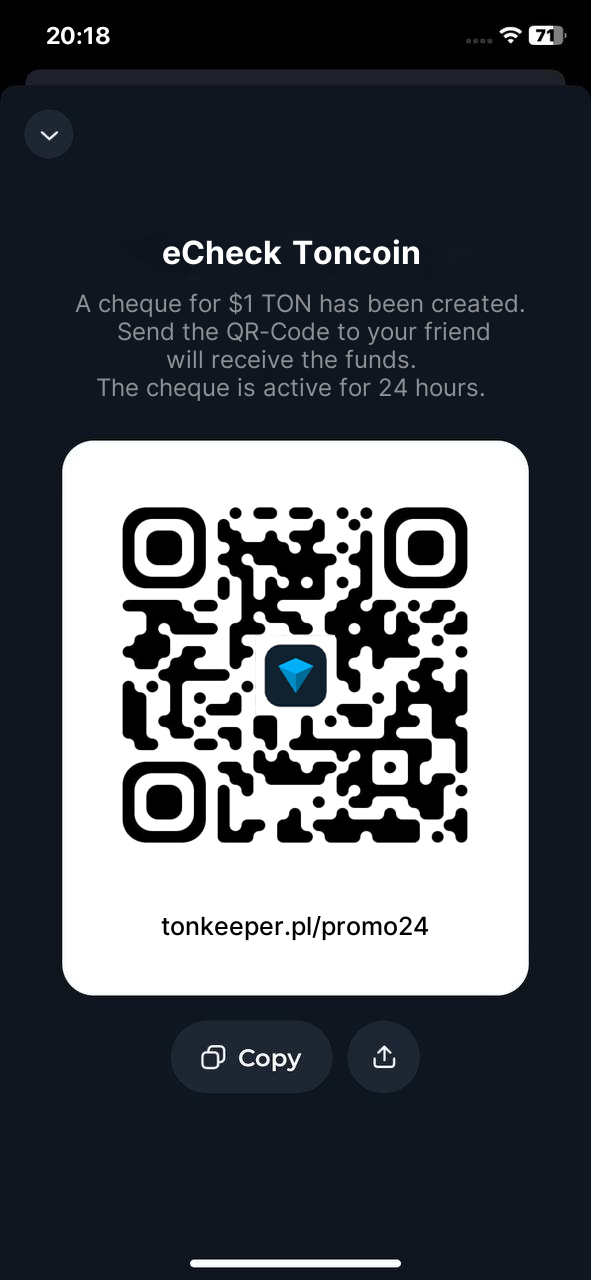 20:18
71
eCheck Toncoin
A cheque for $1 TON has been created.
Send the QR-Code to your friend
will receive the funds.
The cheque is active for 24 hours.
tonkeeper.pl/promo24
Copy